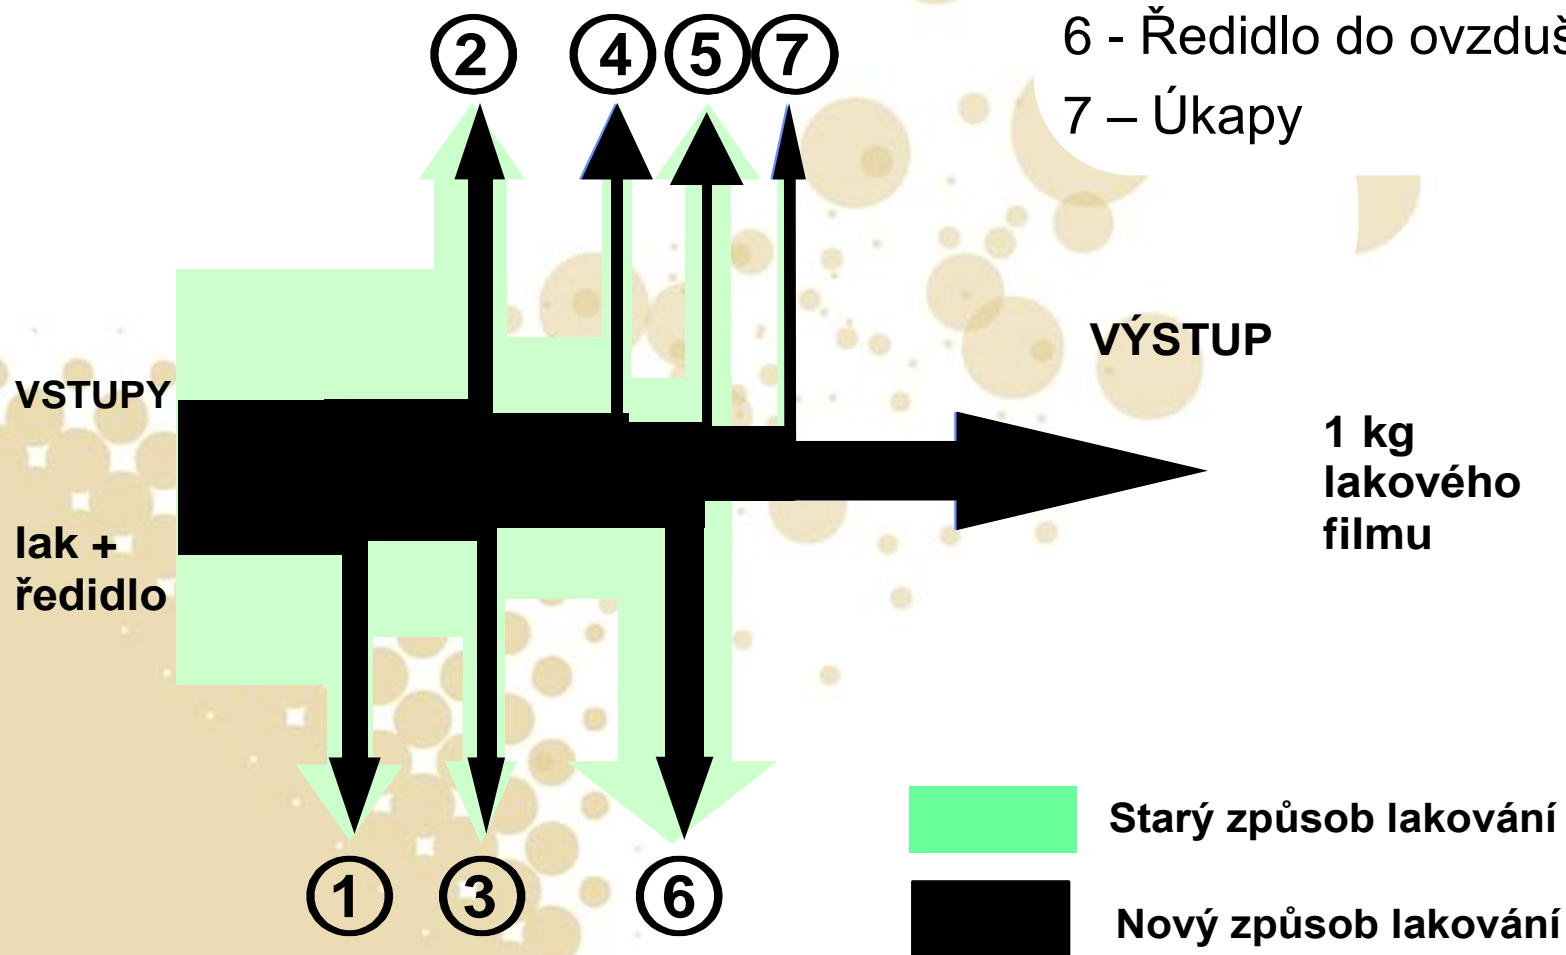 2 4 5 7
6 - Ředidlo do
7 – Úkapy
VÝSTUP
VSTUPY
1 kg
lakového
filmu
lak +
ředidlo
1 3 6
Starý způsob lakování
Nový způsob lakování